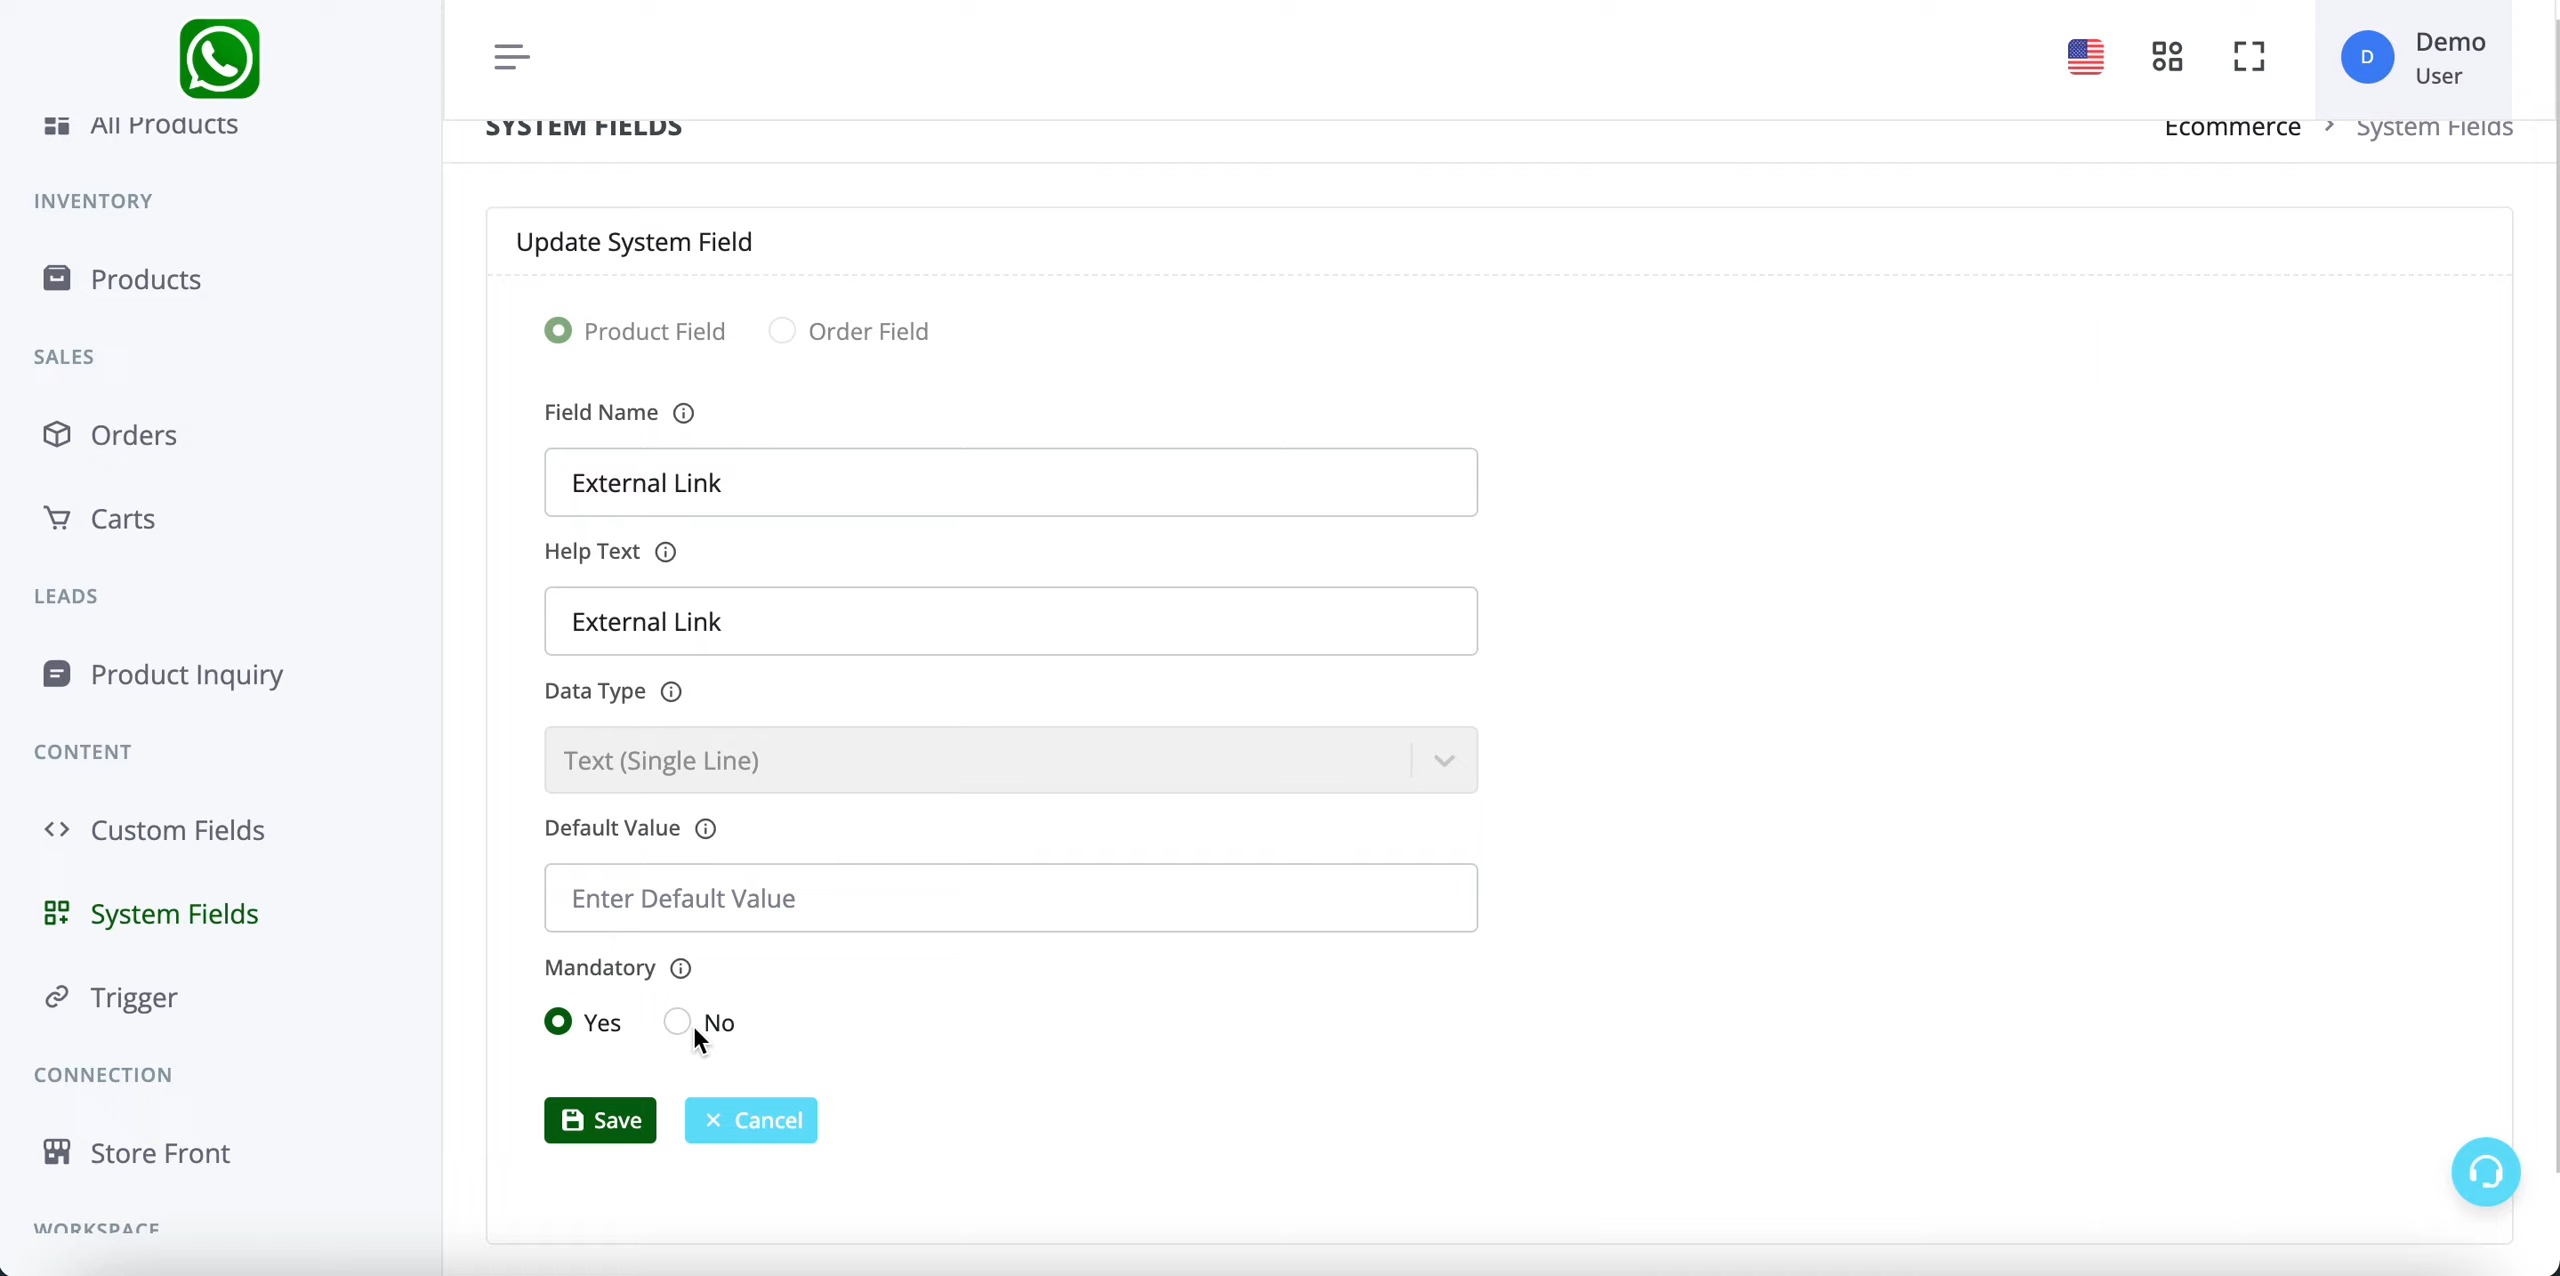 All Products
INVENTORY
Products
SALES
Orders
Carts
LEADS
Product Inquiry
CONTENT
Custom Fields
System Fields
Trigger
CONNECTION
Store Front
WORKSPACE
D
Demo
User
SYSTEM FIELDS
Ecommerce > System Fields
Update System Field
Product Field Order Field
Field Name
External Link
Help Text
External Link
Data Type
Text (Single Line)
Default Value
Enter Default Value
Mandatory
Yes No
Save Cancel